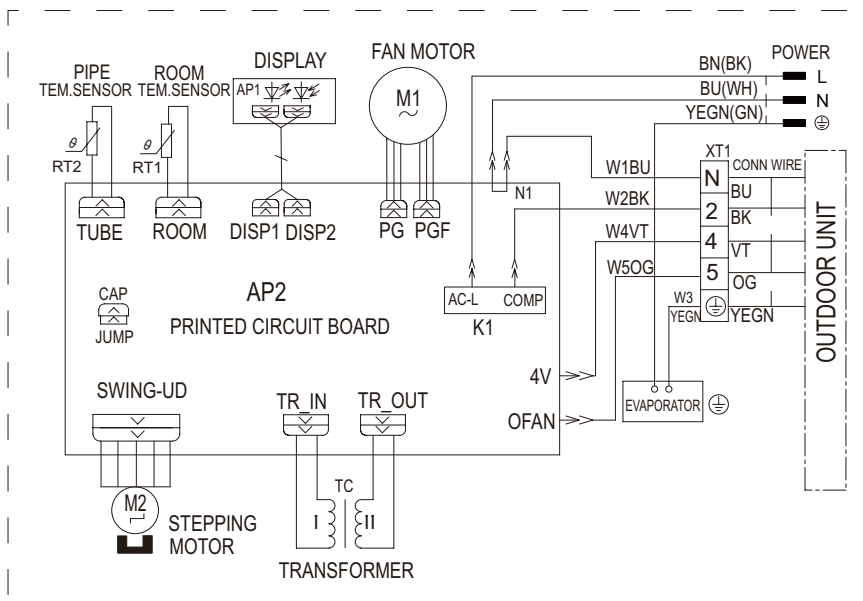 PIPE
TEM.SENSOR
ROOM
TEM.SENSOR
DISPLAY
AP1
FAN MOTOR
M1
~
POWER
BN(BK)
L
BU(WH)
N
YEGN(GN)
θ
RT2
θ
RT1
XT1
W1BU
N
CONN WIRE
BU
W2BK
2
BK
W4VT
4
VT
W5OG
5
OG
W3
YEGN
YEGN
OUTDOOR UNIT
N1
TUBE
ROOM
DISP1
DISP2
PG
PGF
CAP
JUMP
AP2
PRINTED CIRCUIT BOARD
AC-L
COMP
K1
4V
OFAN
EVAPORATOR
SWING-UD
TR_IN
TR_OUT
M2
STEPPING
MOTOR
TC
I
II
TRANSFORMER